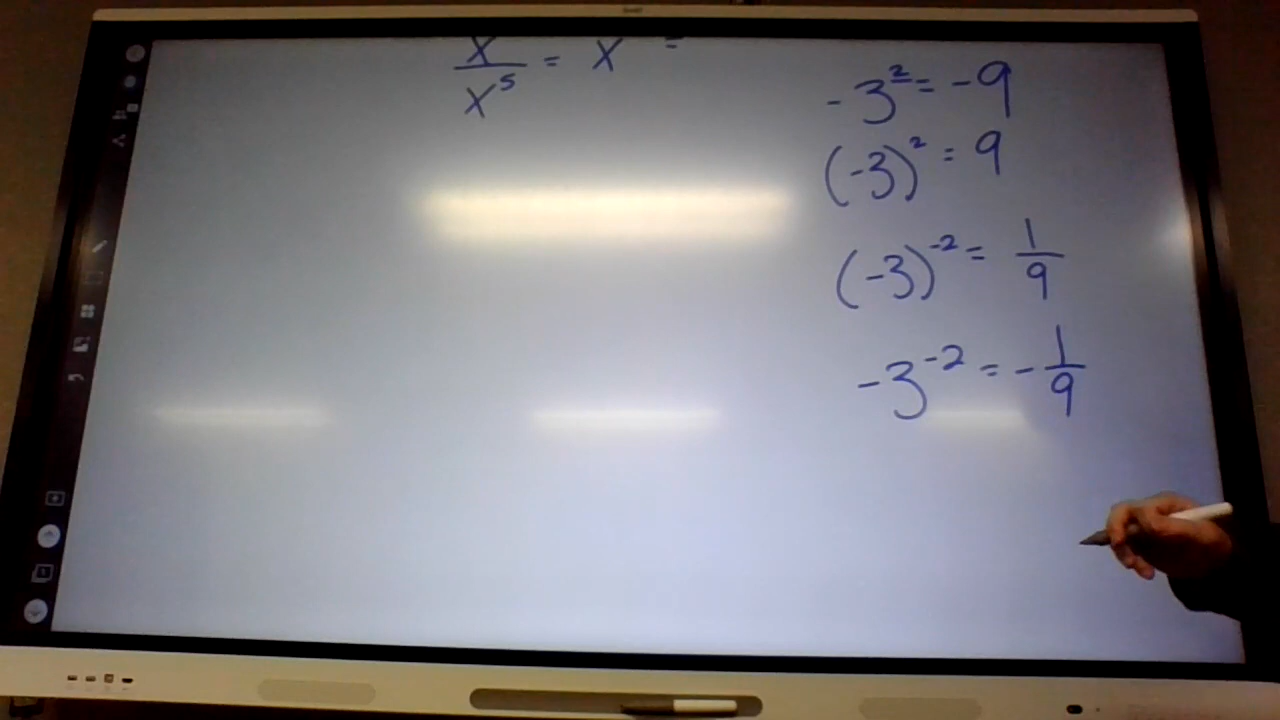 x/x⁵ = x =
-3² = -9
(-3)² = 9
(-3)⁻² = 1/9
-3⁻² = -1/9